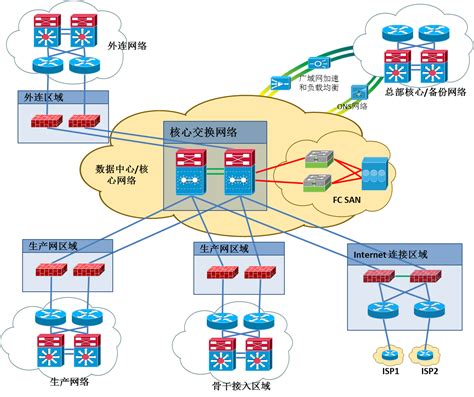 外连网络
总部核心/备份网络
广域网加速
和负载均衡
ONS网络
外连区域
核心交换网络
数据中心/核
心网络
FC SAN
生产网区域
生产网区域
Internet 连接区域
生产网络
骨干接入区域
ISP1
ISP2